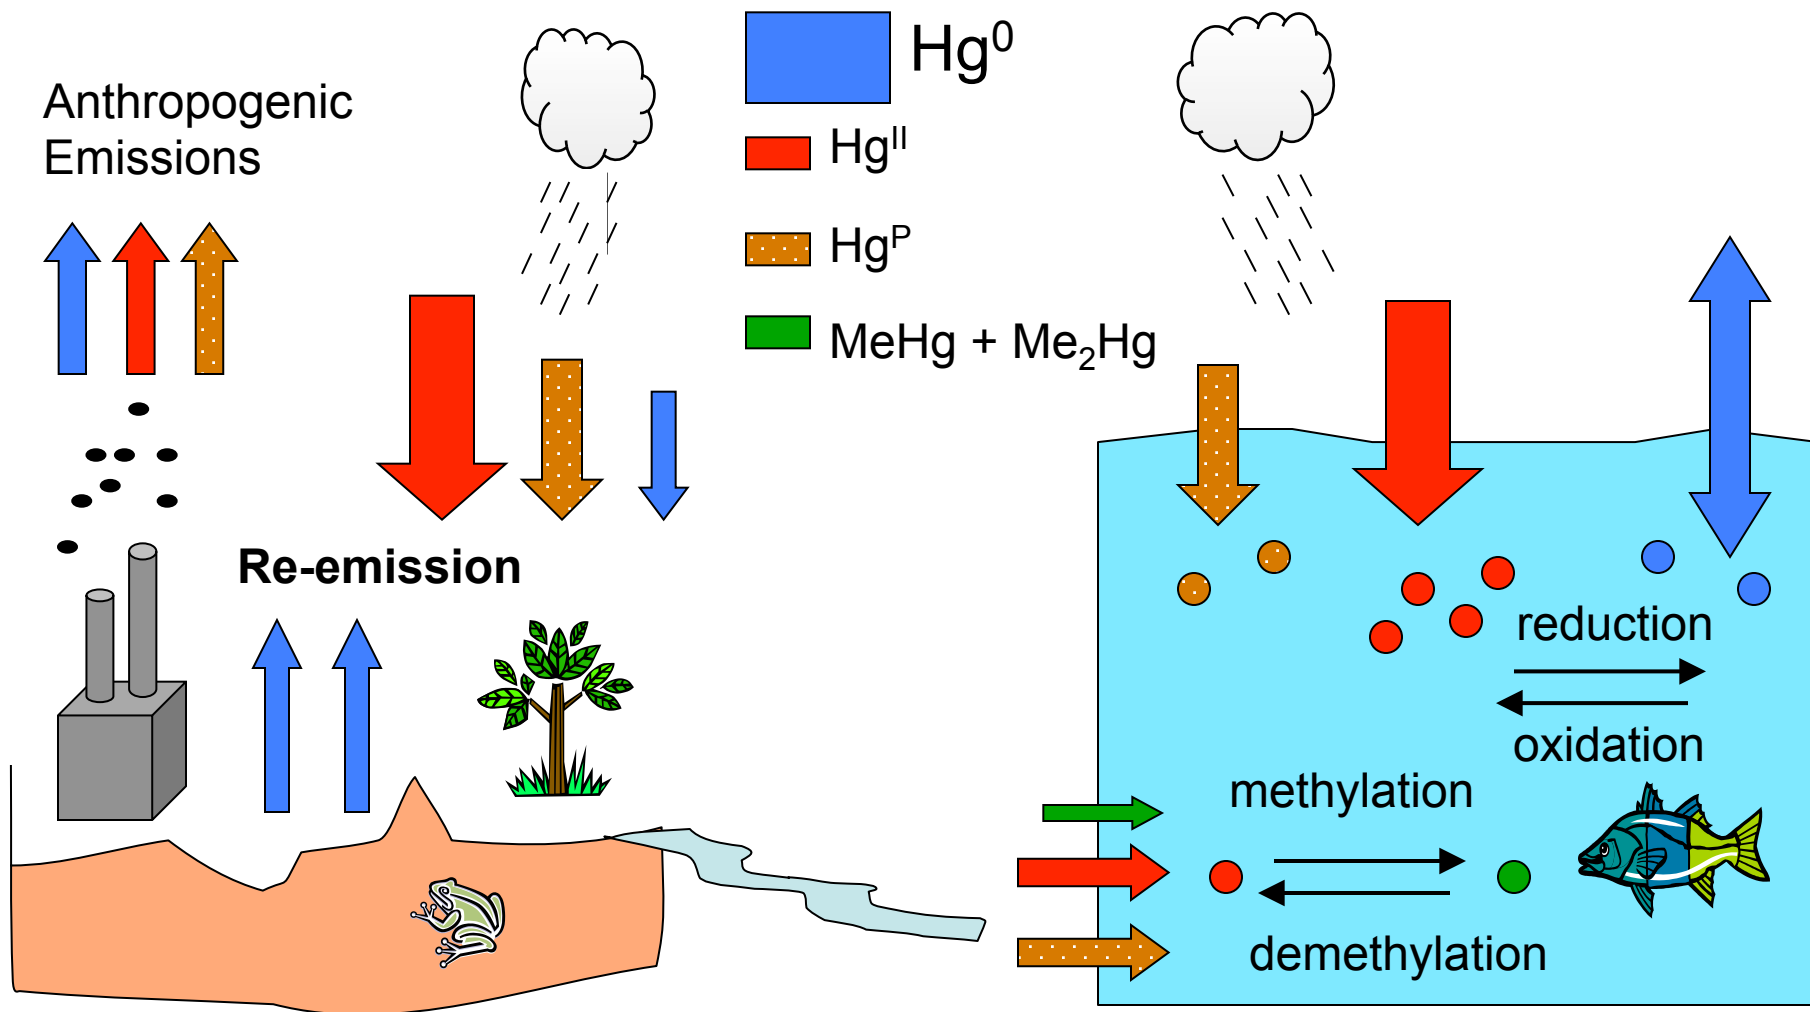 Anthropogenic
Emissions
Hg⁰
Hgᴵᴵ
Hgᴾ
MeHg + Me₂Hg
Re-emission
reduction
oxidation
methylation
demethylation